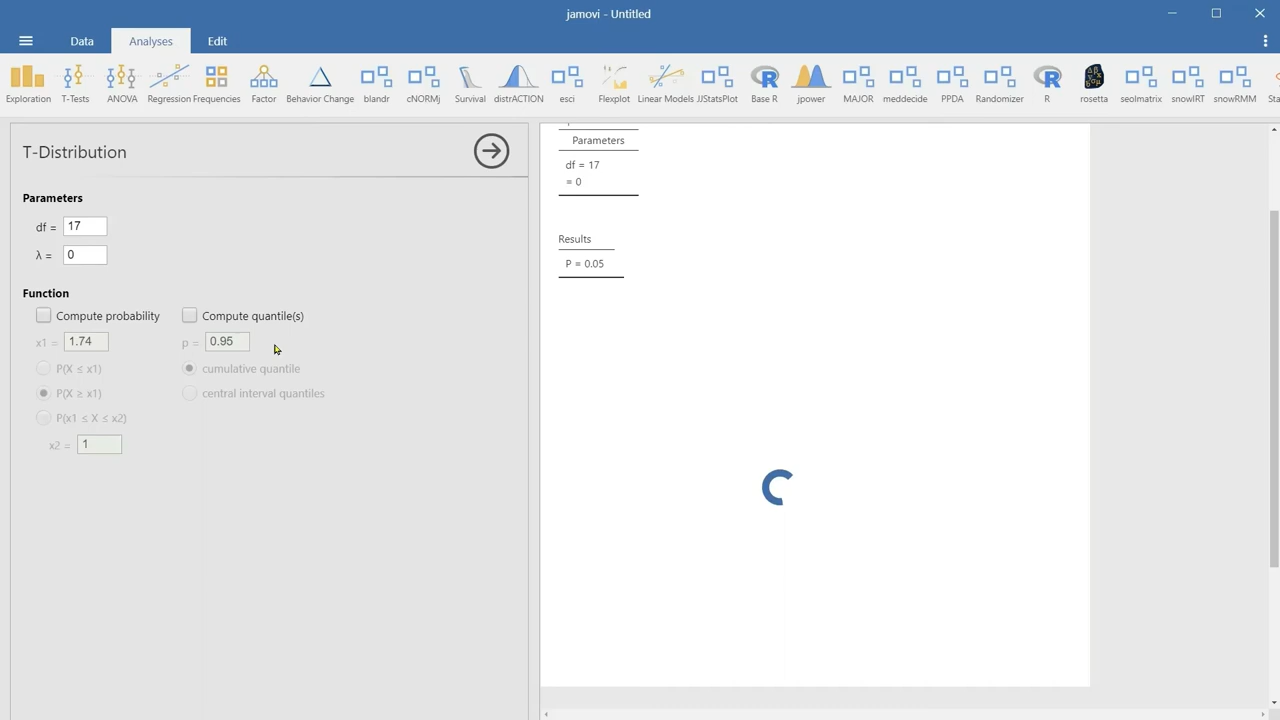 jamovi - Untitled
Data Analyses Edit
Exploration T-Tests ANOVA Regression Frequencies Factor Behavior Change blandr cNORMj Survival distrACTION esci Flexplot Linear Models JJStatsPlot Base R jpower MAJOR meddecide PPDA Randomizer R rosetta seolmatrix snowIRT snowRMM
T-Distribution
Parameters
df = 17
λ = 0
Function
Compute probability Compute quantile(s)
x1 = 1.74 p = 0.95
P(X ≤ x1) cumulative quantile
P(X ≥ x1) central interval quantiles
P(x1 ≤ X ≤ x2)
x2 = 1
Parameters
df = 17
= 0
Results
P = 0.05